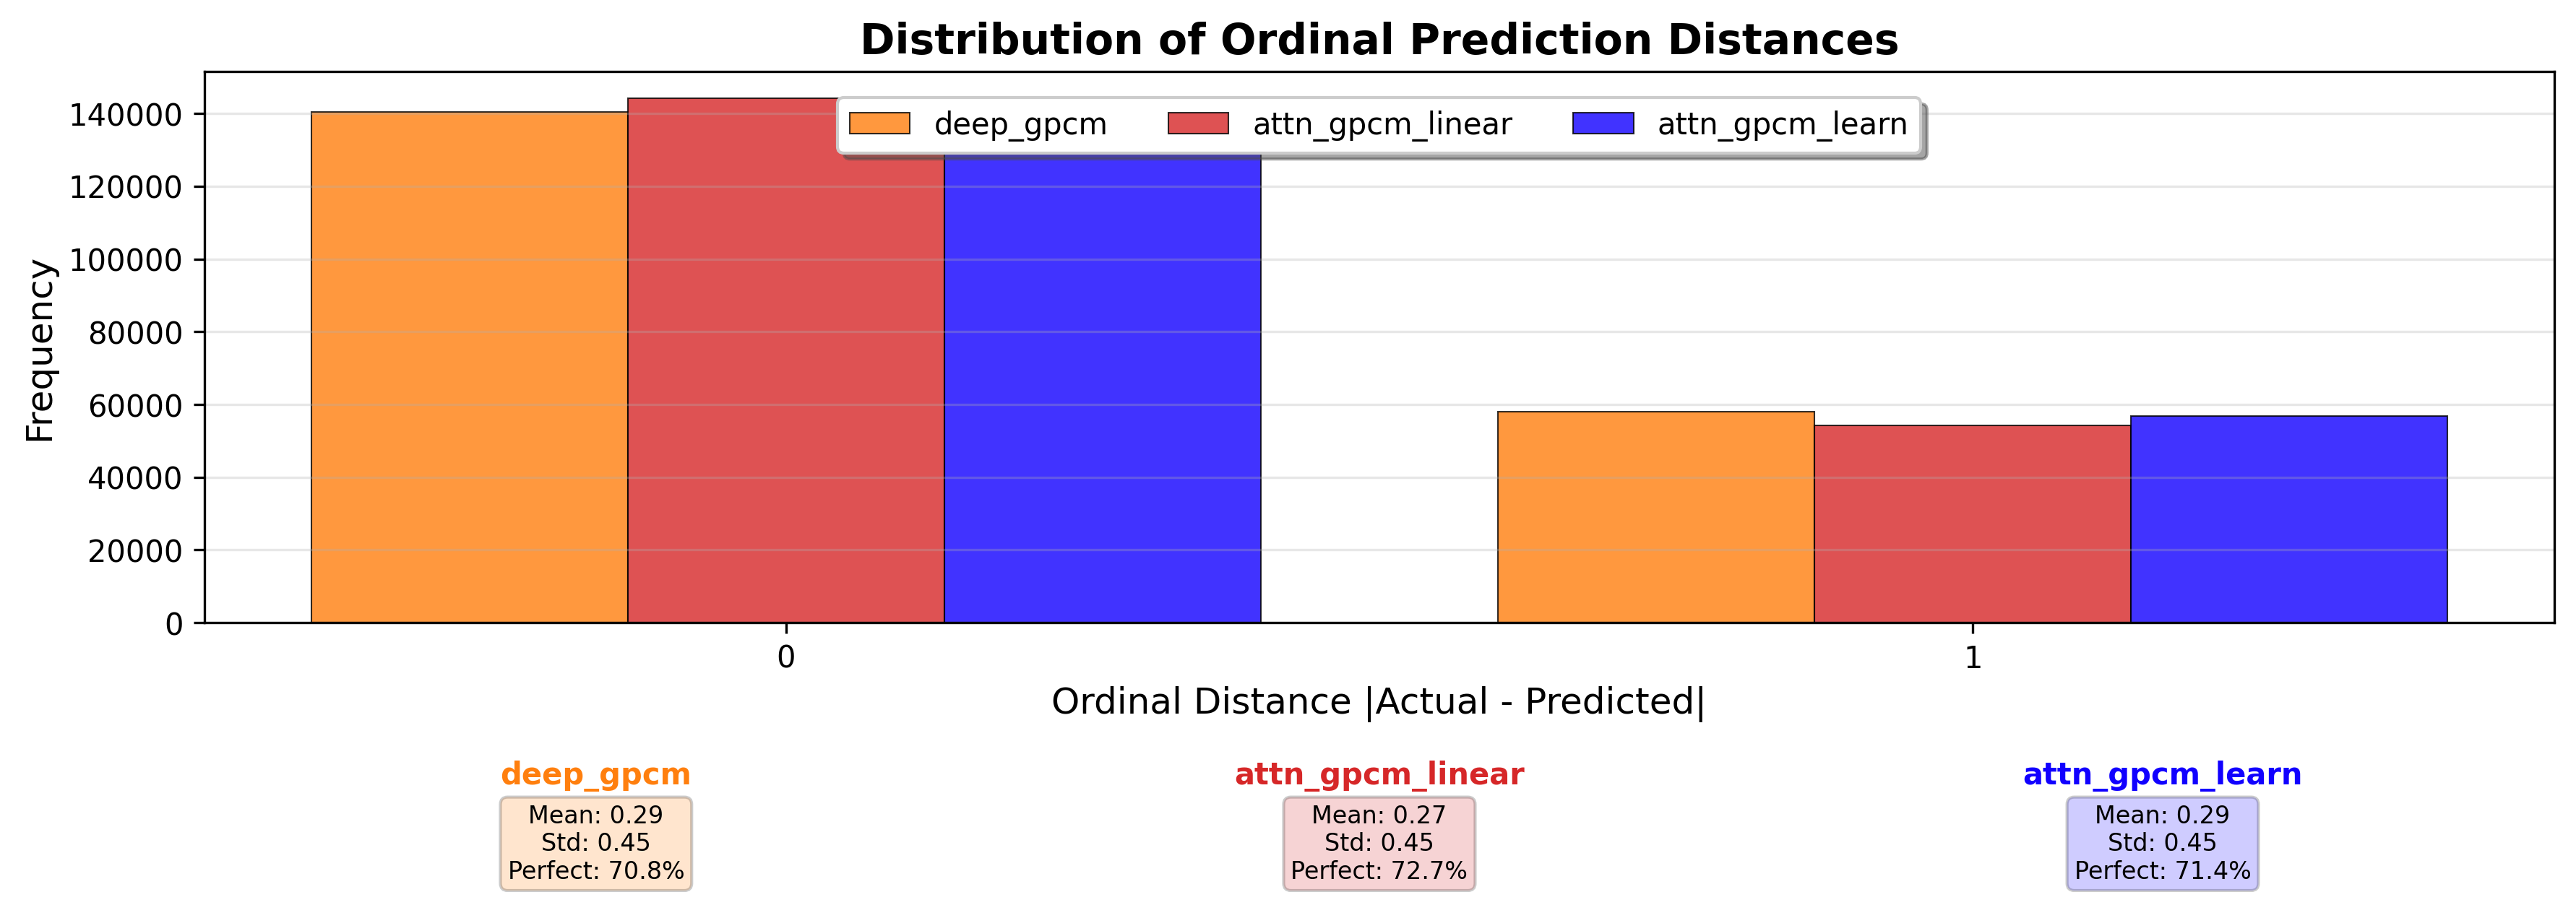 Distribution of Ordinal Prediction Distances
deep_gpcm attn_gpcm_linear attn_gpcm_learn
Frequency
140000
120000
100000
80000
60000
40000
20000
0
0 1
Ordinal Distance |Actual - Predicted|
deep_gpcm
Mean: 0.29
Std: 0.45
Perfect: 70.8%
attn_gpcm_linear
Mean: 0.27
Std: 0.45
Perfect: 72.7%
attn_gpcm_learn
Mean: 0.29
Std: 0.45
Perfect: 71.4%